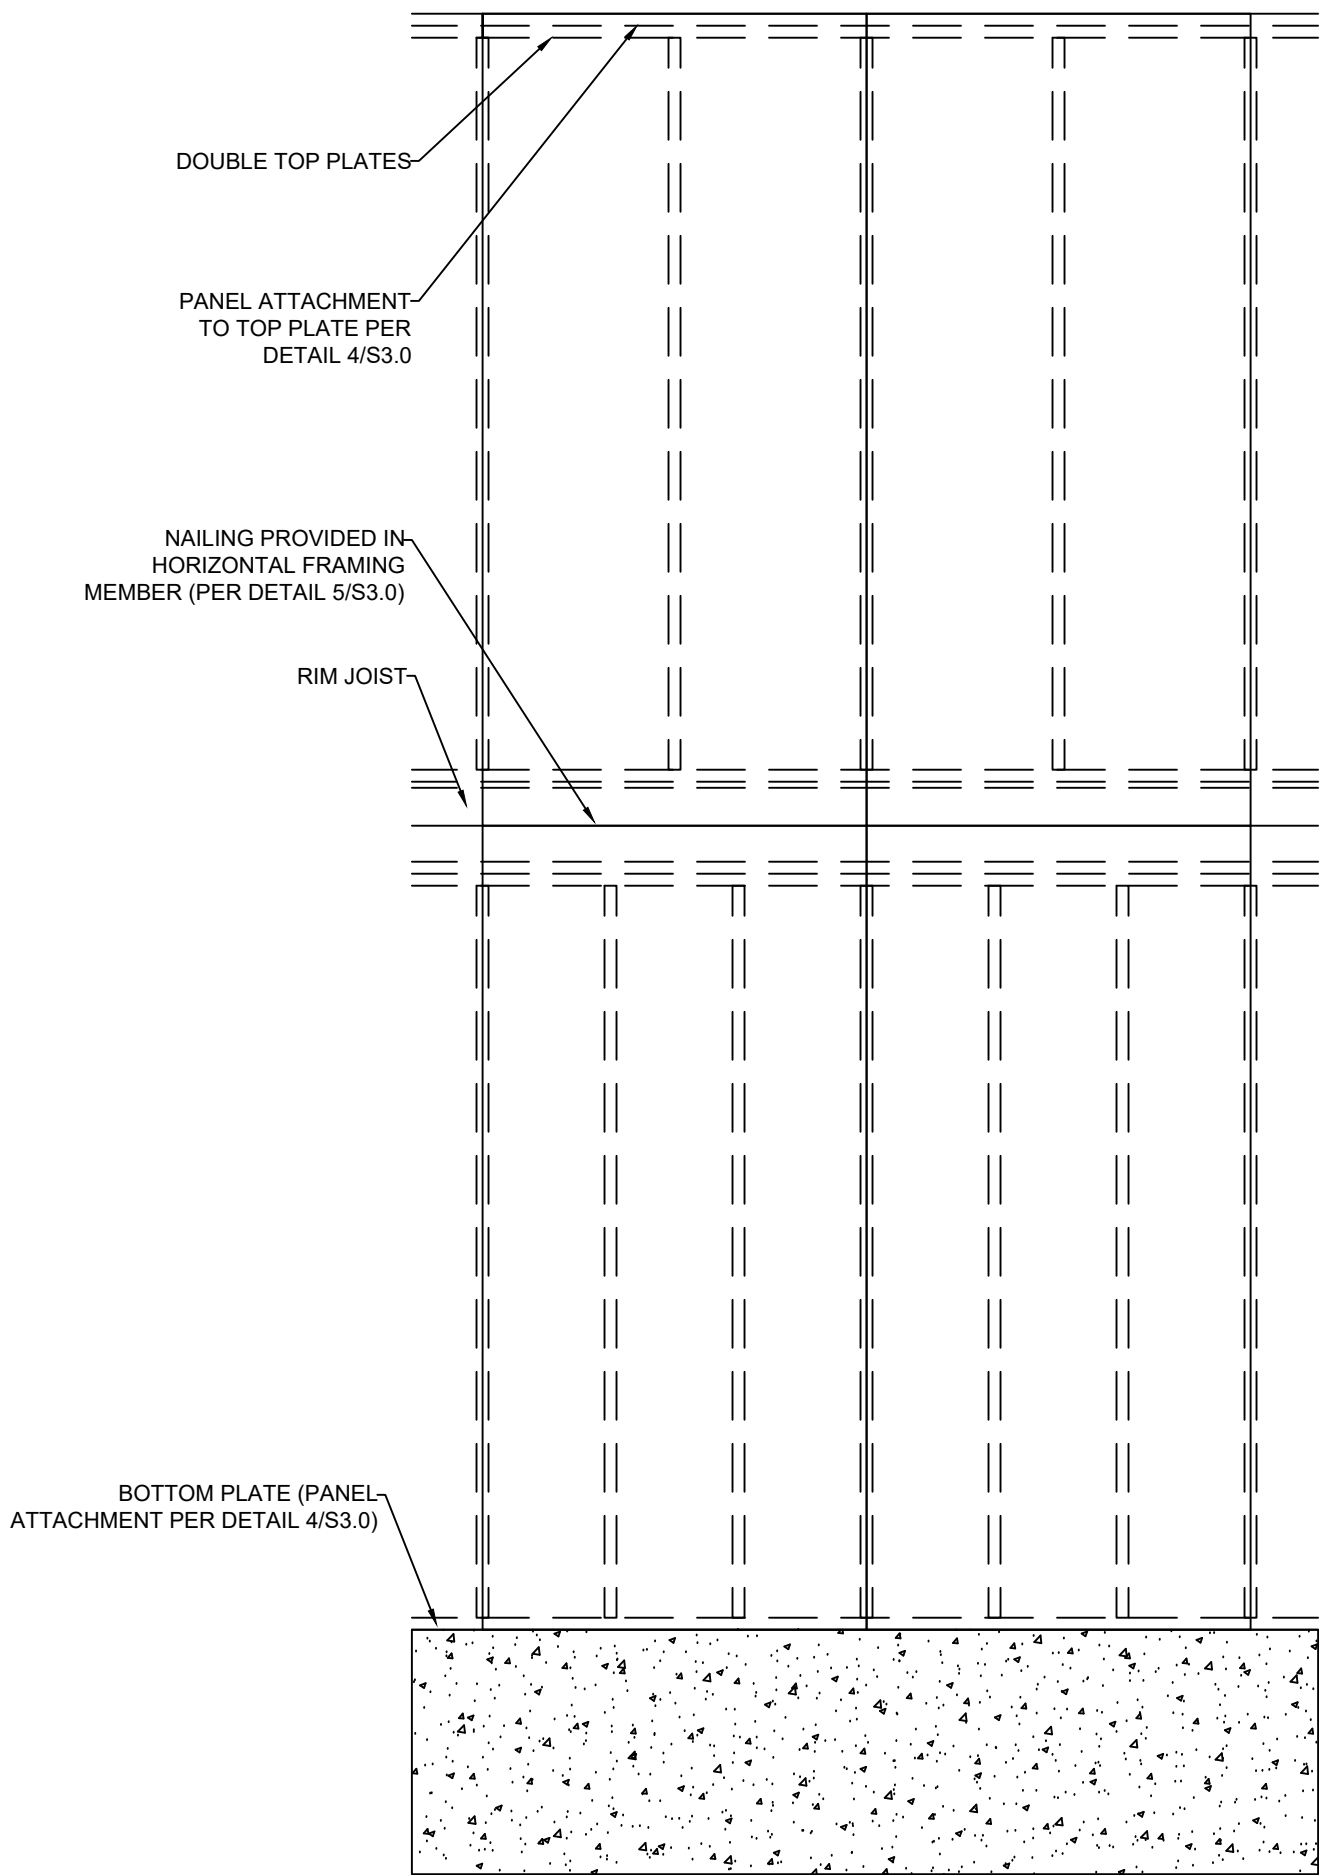 DOUBLE TOP PLATES
PANEL ATTACHMENT
TO TOP PLATE PER
DETAIL 4/S3.0
NAILING PROVIDED IN
HORIZONTAL FRAMING
MEMBER (PER DETAIL 5/S3.0)
RIM JOIST
BOTTOM PLATE (PANEL
ATTACHMENT PER DETAIL 4/S3.0)